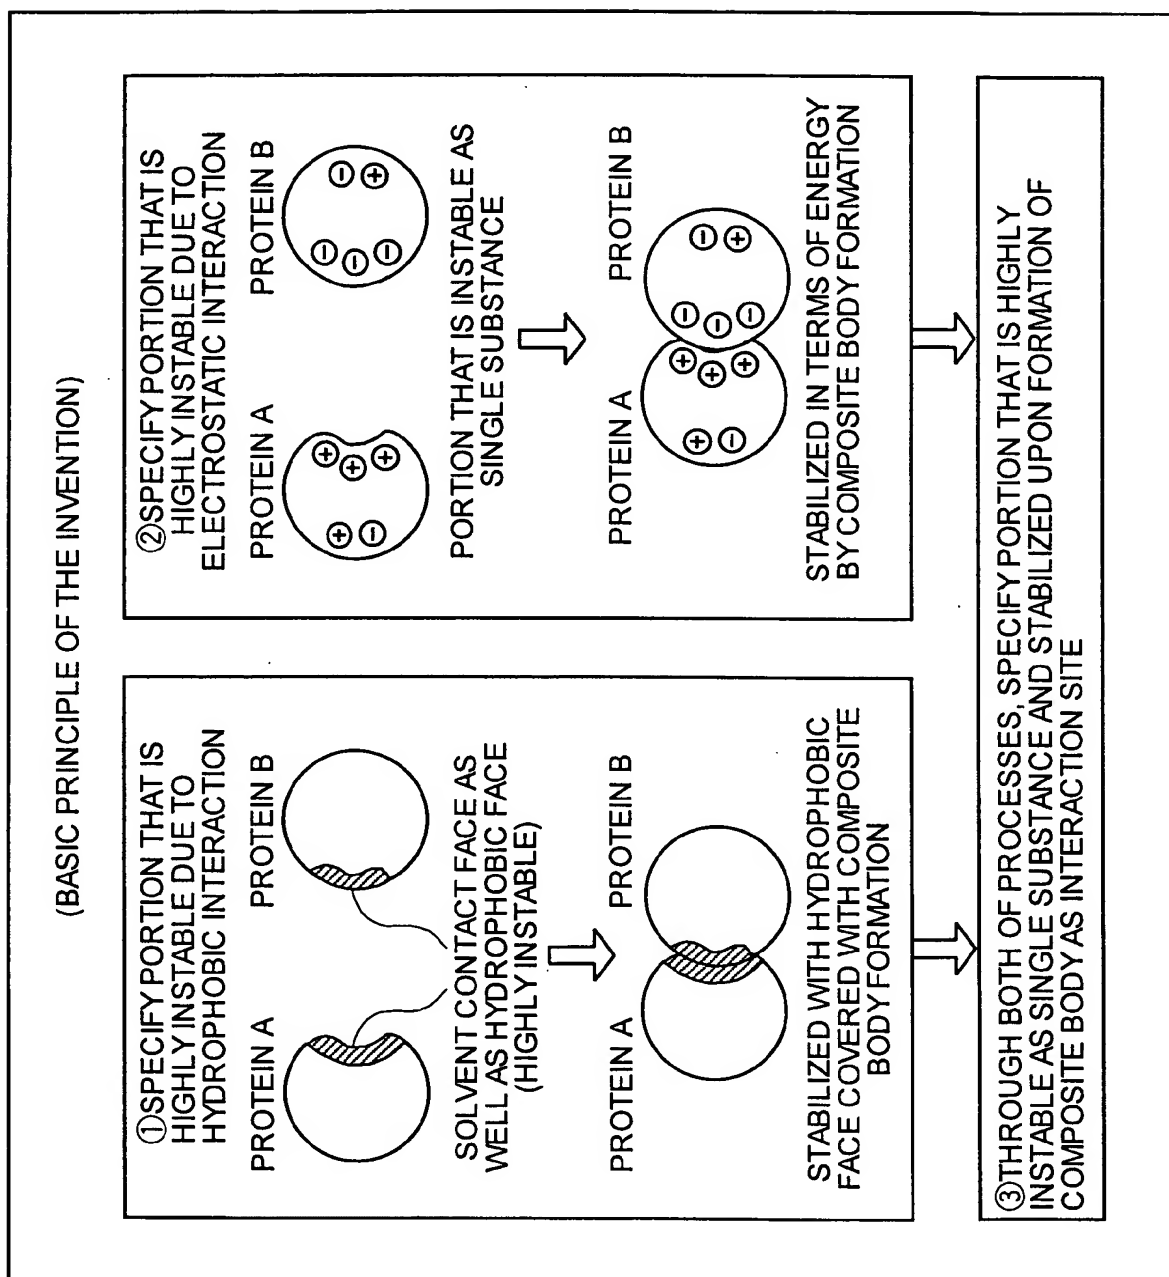 (BASIC PRINCIPLE OF THE INVENTION)
①SPECIFY PORTION THAT IS
HIGHLY INSTABLE DUE TO
HYDROPHOBIC INTERACTION
PROTEIN A
PROTEIN B
SOLVENT CONTACT FACE AS
WELL AS HYDROPHOBIC FACE
(HIGHLY INSTABLE)
PROTEIN A
PROTEIN B
STABILIZED WITH HYDROPHOBIC
FACE COVERED WITH COMPOSITE
BODY FORMATION
②SPECIFY PORTION THAT IS
HIGHLY INSTABLE DUE TO
ELECTROSTATIC INTERACTION
PROTEIN A
PROTEIN B
+ + + + −
− − − − +
PORTION THAT IS INSTABLE AS
SINGLE SUBSTANCE
PROTEIN A
PROTEIN B
+ − + + +
− − − − +
STABILIZED IN TERMS OF ENERGY
BY COMPOSITE BODY FORMATION
③THROUGH BOTH OF PROCESSES, SPECIFY PORTION THAT IS HIGHLY
INSTABLE AS SINGLE SUBSTANCE AND STABILIZED UPON FORMATION OF
COMPOSITE BODY AS INTERACTION SITE